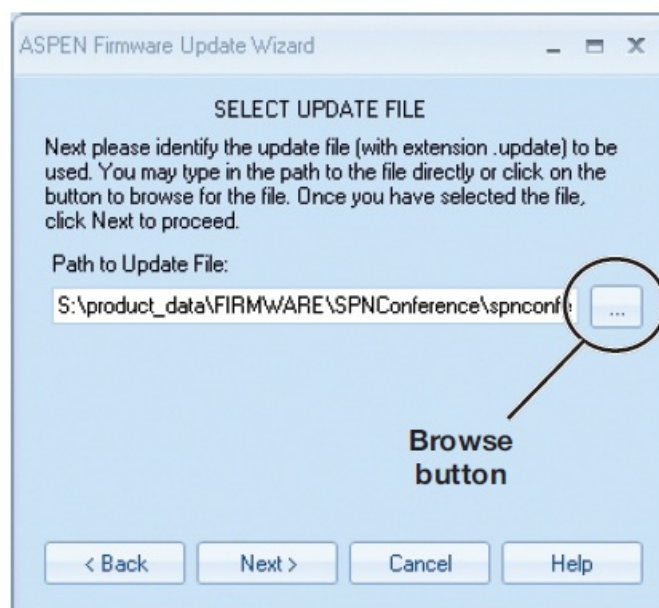 ASPEN Firmware Update Wizard
SELECT UPDATE FILE
Next please identify the update file (with extension .update) to be
used. You may type in the path to the file directly or click on the
button to browse for the file. Once you have selected the file,
click Next to proceed.
Path to Update File:
S:\product_data\FIRMWARE\SPNConference\spnconfe ...
Browse
button
< Back Next > Cancel Help